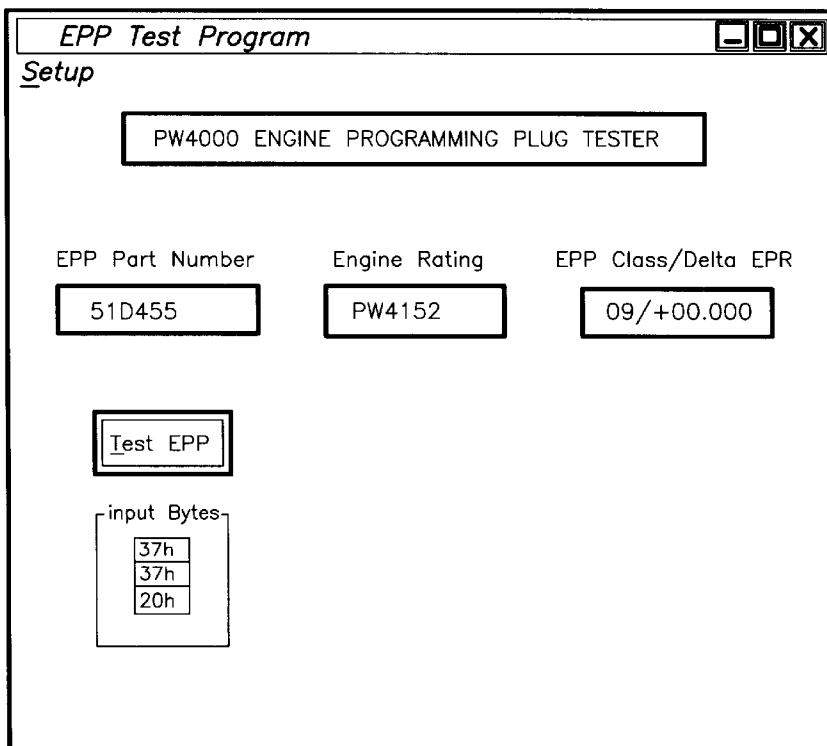 EPP Test Program
Setup
PW4000 ENGINE PROGRAMMING PLUG TESTER
EPP Part Number
Engine Rating
EPP Class/Delta EPR
51D455
PW4152
09/+00.000
Test EPP
input Bytes
37h
37h
20h